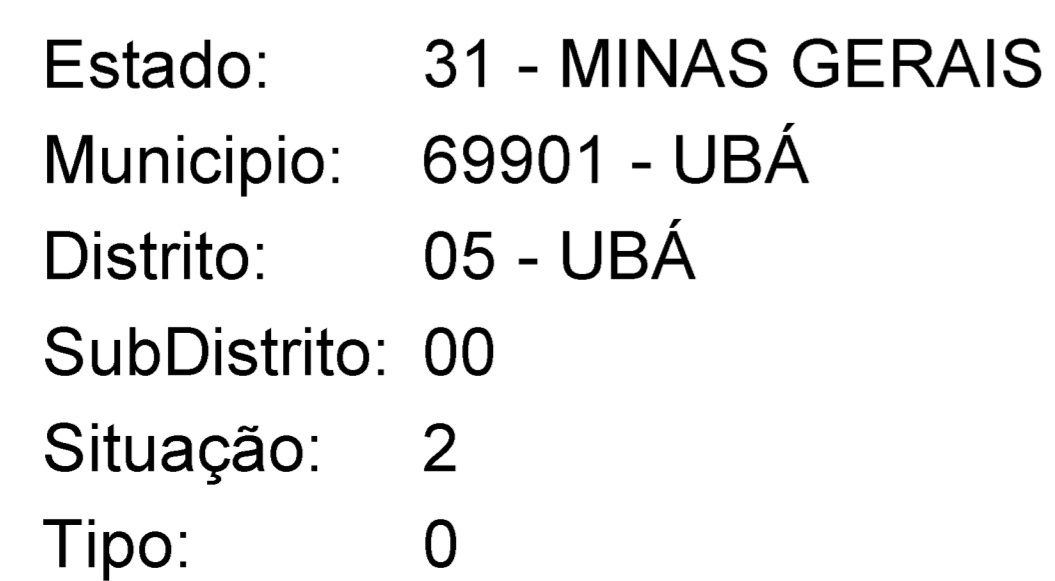 Estado: 31 - MINAS GERAIS
Municipio: 69901 - UBÁ
Distrito: 05 - UBÁ
SubDistrito: 00
Situação: 2
Tipo: 0